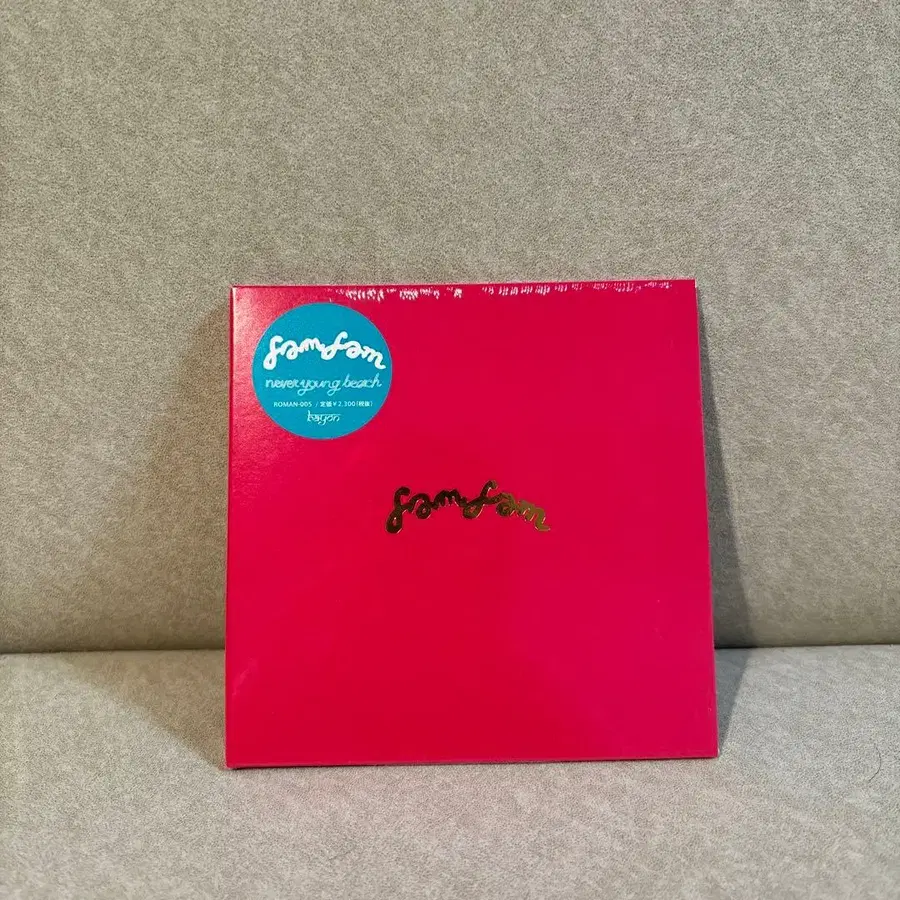 fam fam
never young beach
ROMAN-005 / 定価¥2,300(税抜)
bayon
fam fam